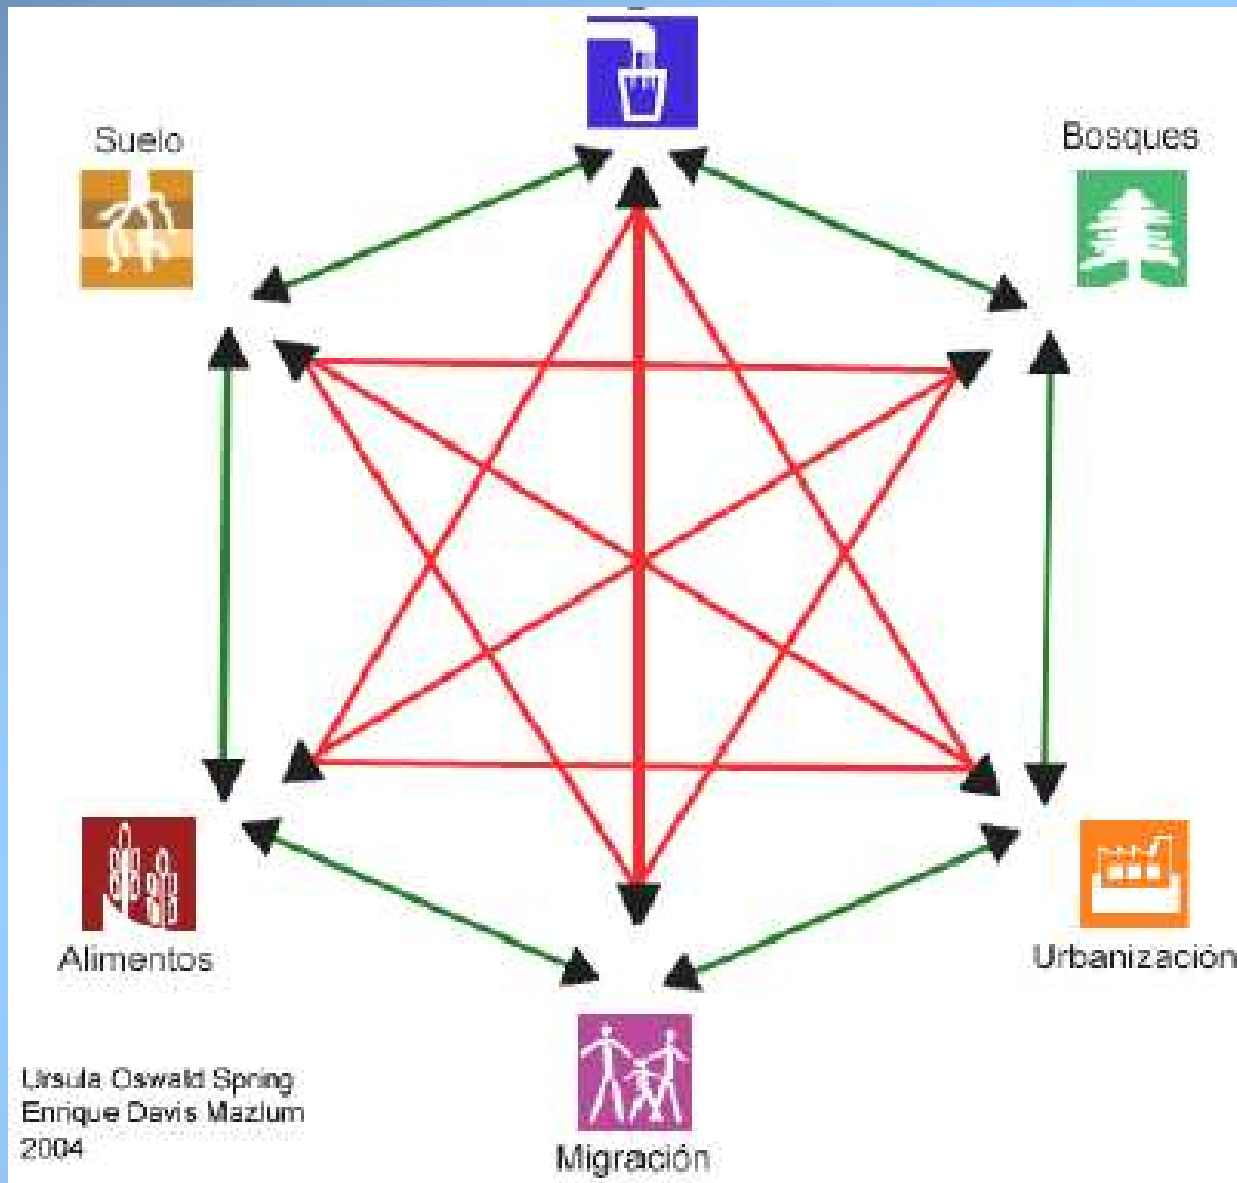 Suelo
Bosques
Alimentos
Urbanización
Migración
Ursula Oswald Spring
Enrique Davis Mazlum
2004